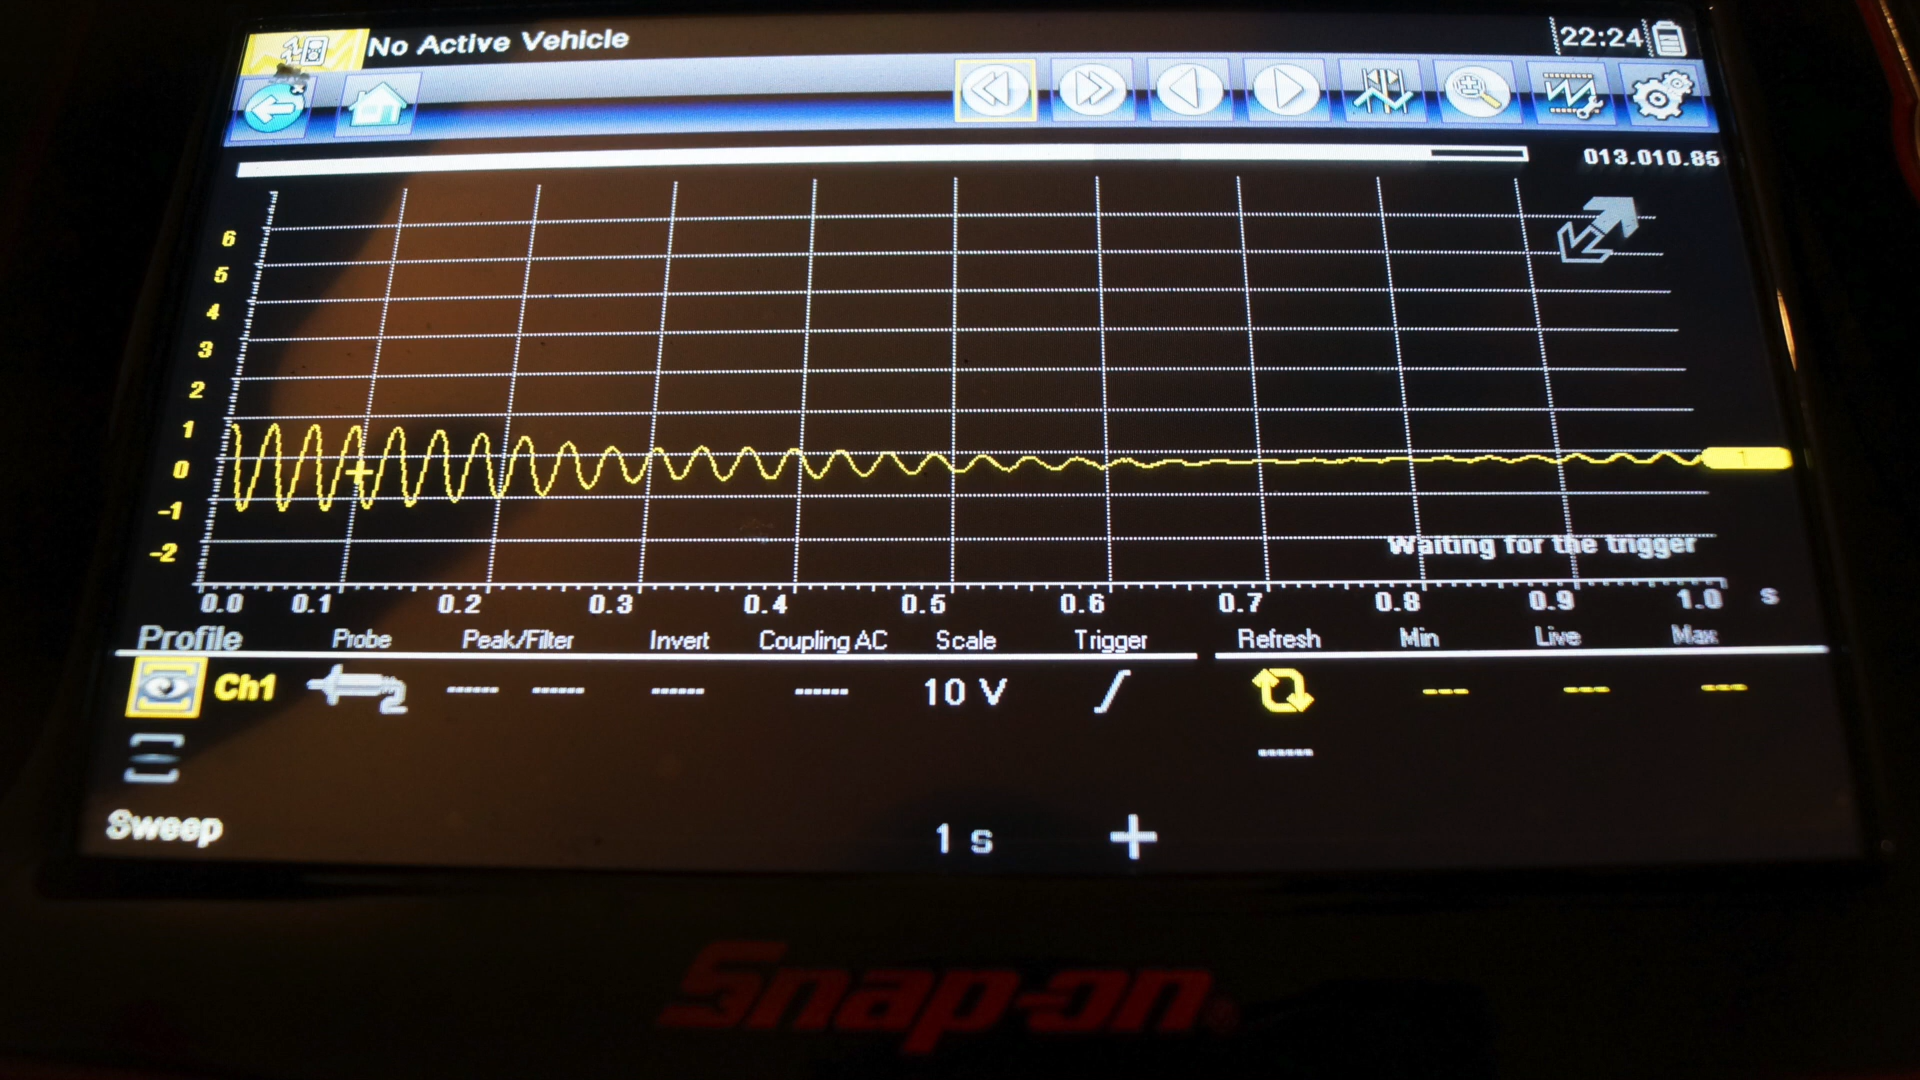 No Active Vehicle 22:24
013.010.85
6
5
4
3
2
1
0
-1
-2
1
Waiting for the trigger
0.0 0.1 0.2 0.3 0.4 0.5 0.6 0.7 0.8 0.9 1.0 s
Profile Probe Peak/Filter Invert Coupling AC Scale Trigger Refresh Min Live Max
Ch1 2 ----- ----- ----- ----- 10 V --- --- ---
-----
Sweep 1 s +
Snap-on®